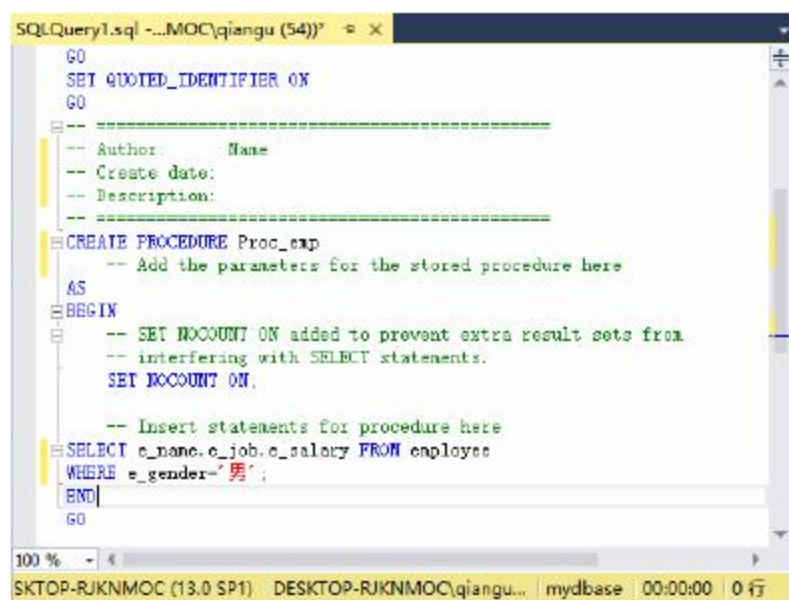 SQLQuery1.sql -...MOC\qiangu (54))*
GO
SET QUOTED_IDENTIFIER ON
GO
-- =============================================
-- Author: Name
-- Create date:
-- Description:
-- =============================================
CREATE PROCEDURE Proc_emp
-- Add the parameters for the stored procedure here
AS
BEGIN
-- SET NOCOUNT ON added to prevent extra result sets from
-- interfering with SELECT statements.
SET NOCOUNT ON;
-- Insert statements for procedure here
SELECT e_name,e_job,e_salary FROM employee
WHERE e_gender='男';
END
GO
100 %
SKTOP-RJKNMOC (13.0 SP1) DESKTOP-RJKNMOC\qiangu... mydbase 00:00:00 0 行